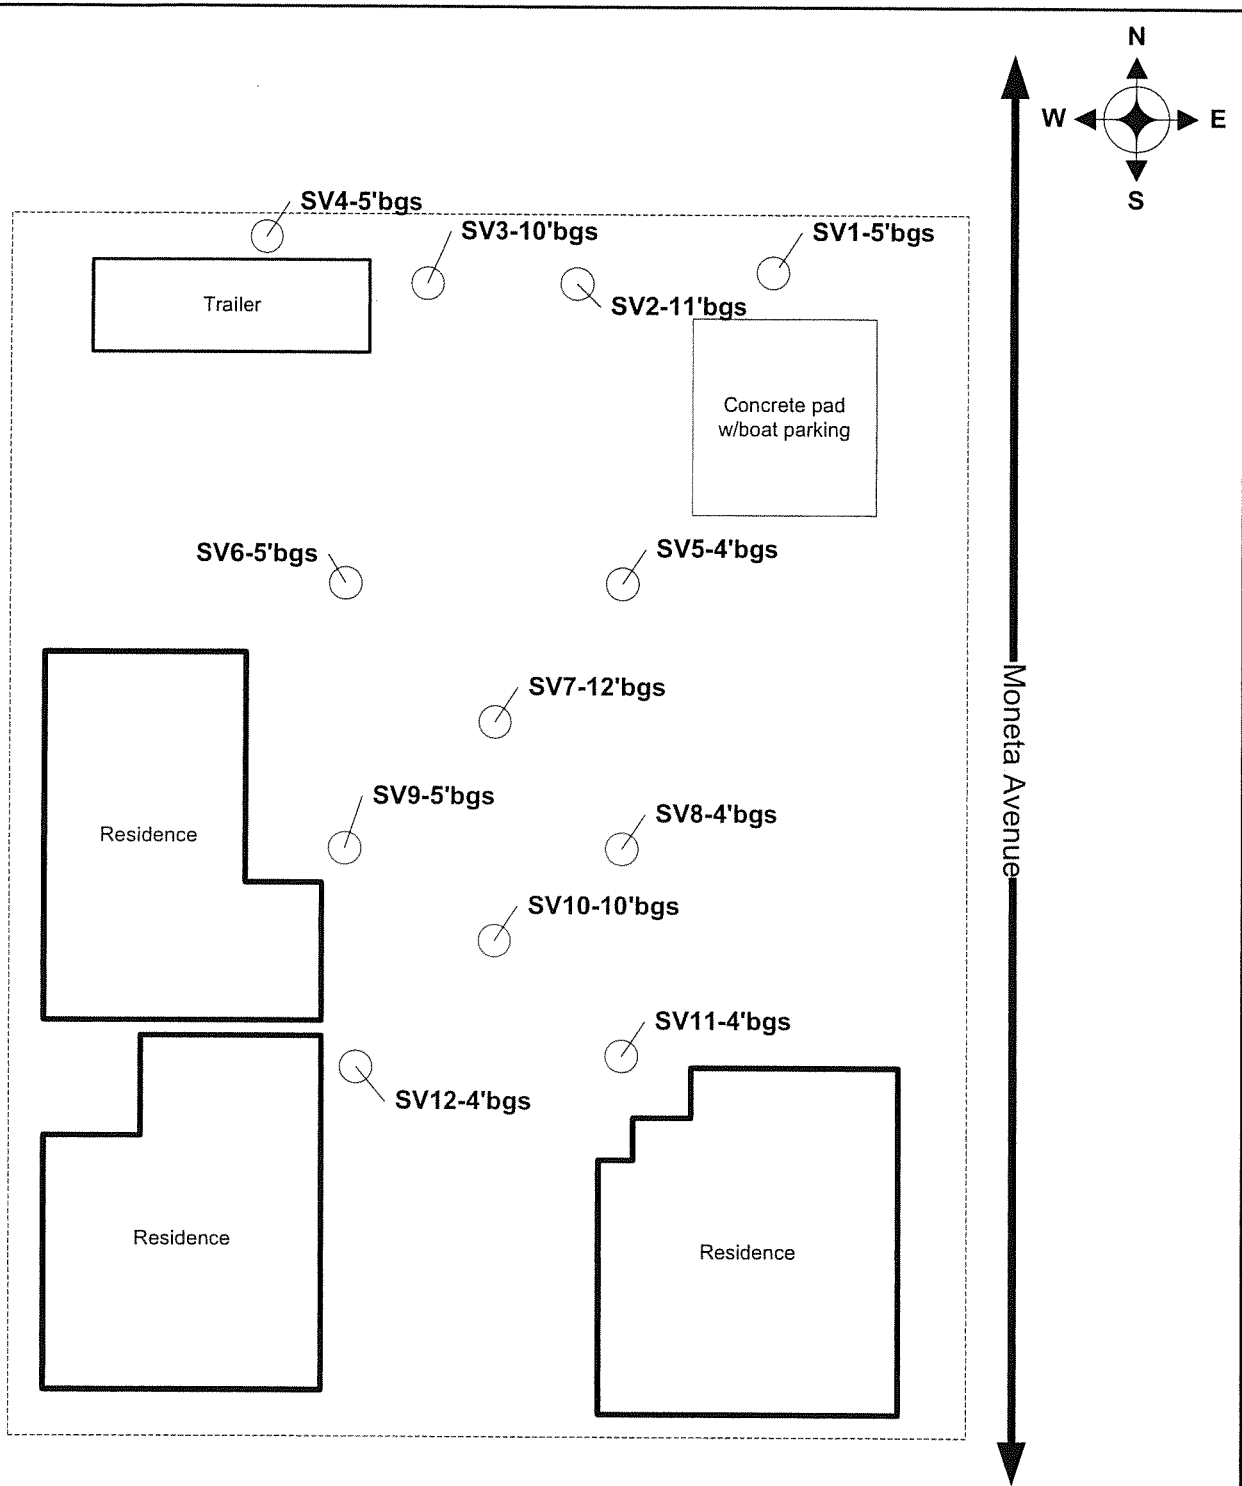 N
W E
S
SV4-5'bgs
SV3-10'bgs
SV1-5'bgs
SV2-11'bgs
Trailer
Concrete pad
w/boat parking
SV6-5'bgs
SV5-4'bgs
SV7-12'bgs
Moneta Avenue
SV9-5'bgs
SV8-4'bgs
Residence
SV10-10'bgs
SV11-4'bgs
SV12-4'bgs
Residence
Residence